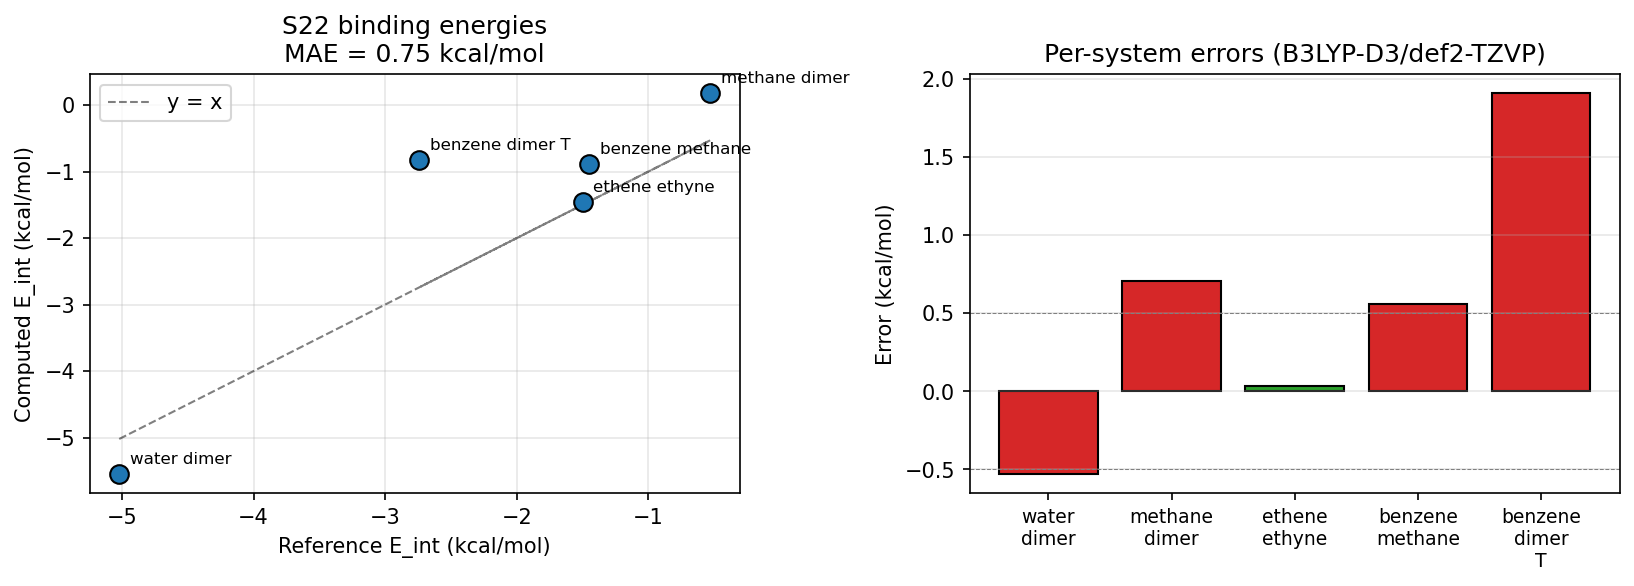 S22 binding energies
MAE = 0.75 kcal/mol
y = x
methane dimer
benzene dimer T
benzene methane
ethene ethyne
water dimer
Computed E_int (kcal/mol)
0
−1
−2
−3
−4
−5
−5
−4
−3
−2
−1
Reference E_int (kcal/mol)
Per-system errors (B3LYP-D3/def2-TZVP)
Error (kcal/mol)
2.0
1.5
1.0
0.5
0.0
−0.5
water
dimer
methane
dimer
ethene
ethyne
benzene
methane
benzene
dimer
T